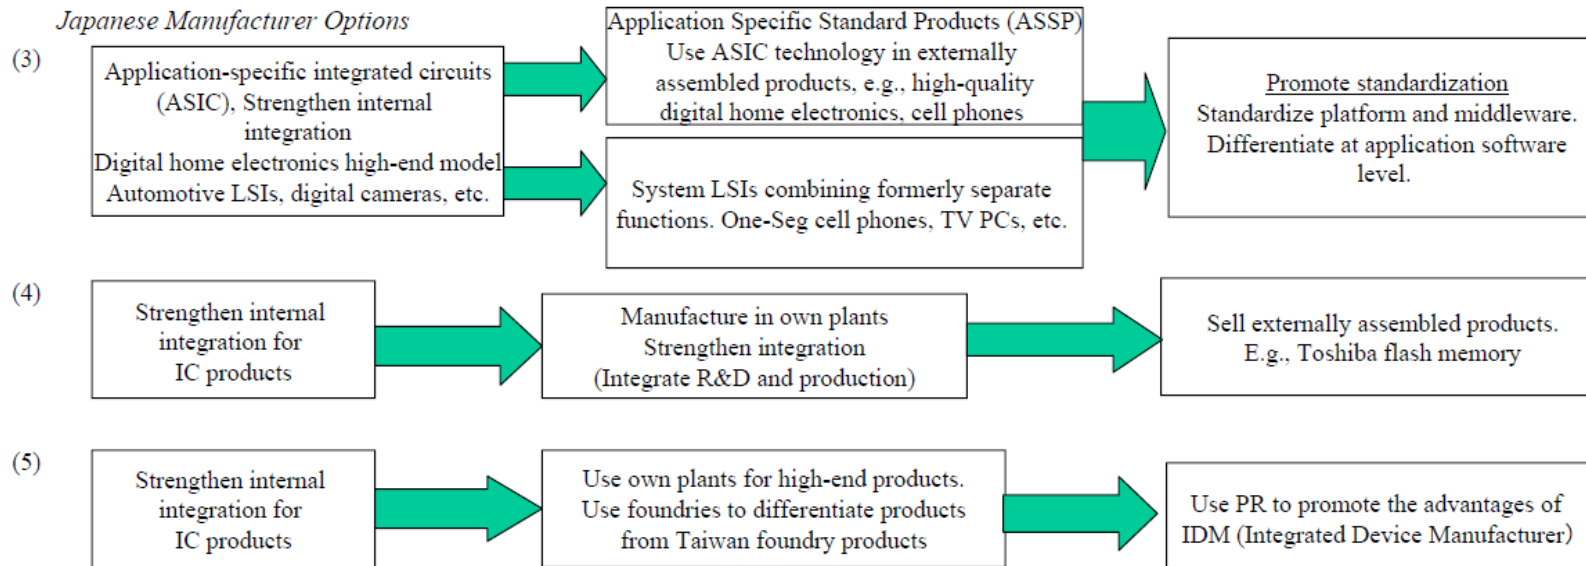 Japanese Manufacturer Options
(3)
Application-specific integrated circuits
(ASIC), Strengthen internal
integration
Digital home electronics high-end model
Automotive LSIs, digital cameras, etc.
Application Specific Standard Products (ASSP)
Use ASIC technology in externally
assembled products, e.g., high-quality
digital home electronics, cell phones
System LSIs combining formerly separate
functions. One-Seg cell phones, TV PCs, etc.
Promote standardization
Standardize platform and middleware.
Differentiate at application software
level.
(4)
Strengthen internal
integration for
IC products
Manufacture in own plants
Strengthen integration
(Integrate R&D and production)
Sell externally assembled products.
E.g., Toshiba flash memory
(5)
Strengthen internal
integration for
IC products
Use own plants for high-end products.
Use foundries to differentiate products
from Taiwan foundry products
Use PR to promote the advantages of
IDM (Integrated Device Manufacturer)